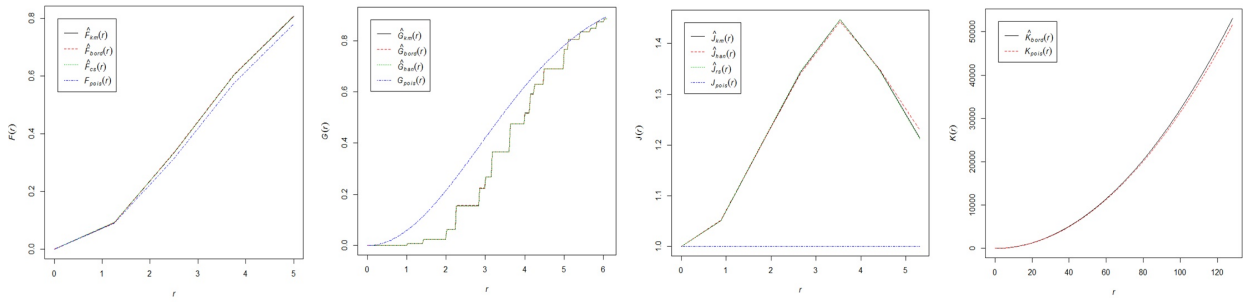 F̂km(r)
F̂bord(r)
F̂cs(r)
Fpois(r)
F(r)
0.0
0.2
0.4
0.6
0.8
0
1
2
3
4
5
r
Ĝkm(r)
Ĝbord(r)
Ĝhan(r)
Gpois(r)
G(r)
0.0
0.2
0.4
0.6
0.8
0
1
2
3
4
5
6
r
Ĵkm(r)
Ĵhan(r)
Ĵrs(r)
Jpois(r)
J(r)
1.0
1.1
1.2
1.3
1.4
0
1
2
3
4
5
r
K̂bord(r)
Kpois(r)
K(r)
0
10000
20000
30000
40000
50000
0
20
40
60
80
100
120
r